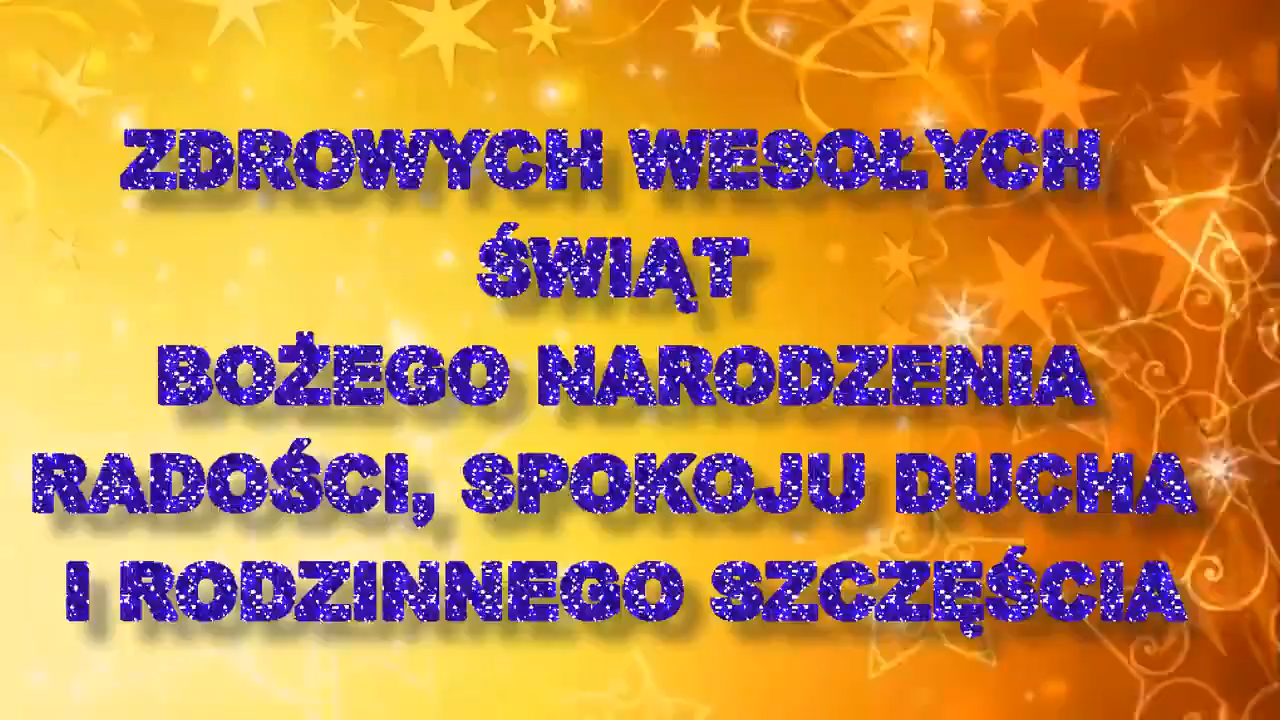 ZDROWYCH WESOŁYCH
ŚWIĄT
BOŻEGO NARODZENIA
RADOŚCI, SPOKOJU DUCHA
I RODZINNEGO SZCZĘŚCIA